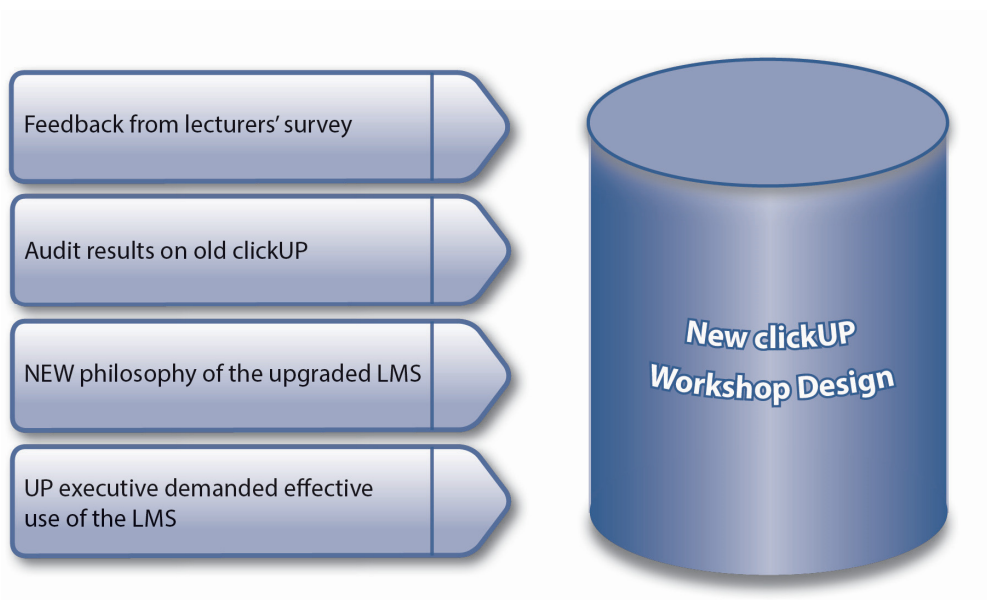 Feedback from lecturers’ survey
Audit results on old clickUP
NEW philosophy of the upgraded LMS
UP executive demanded effective
use of the LMS
New clickUP
Workshop Design